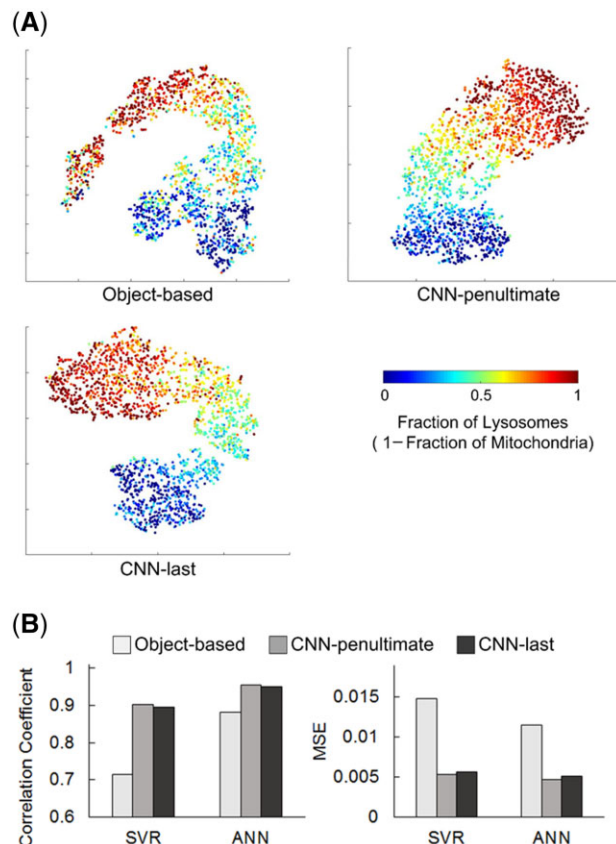 (A)
Object-based
CNN-penultimate
CNN-last
0 0.5 1
Fraction of Lysosomes
( 1−Fraction of Mitochondria)
(B)
Object-based CNN-penultimate CNN-last
Correlation Coefficient
1
0.9
0.8
0.7
0.6
SVR ANN
MSE
0.015
0.01
0.005
0
SVR ANN